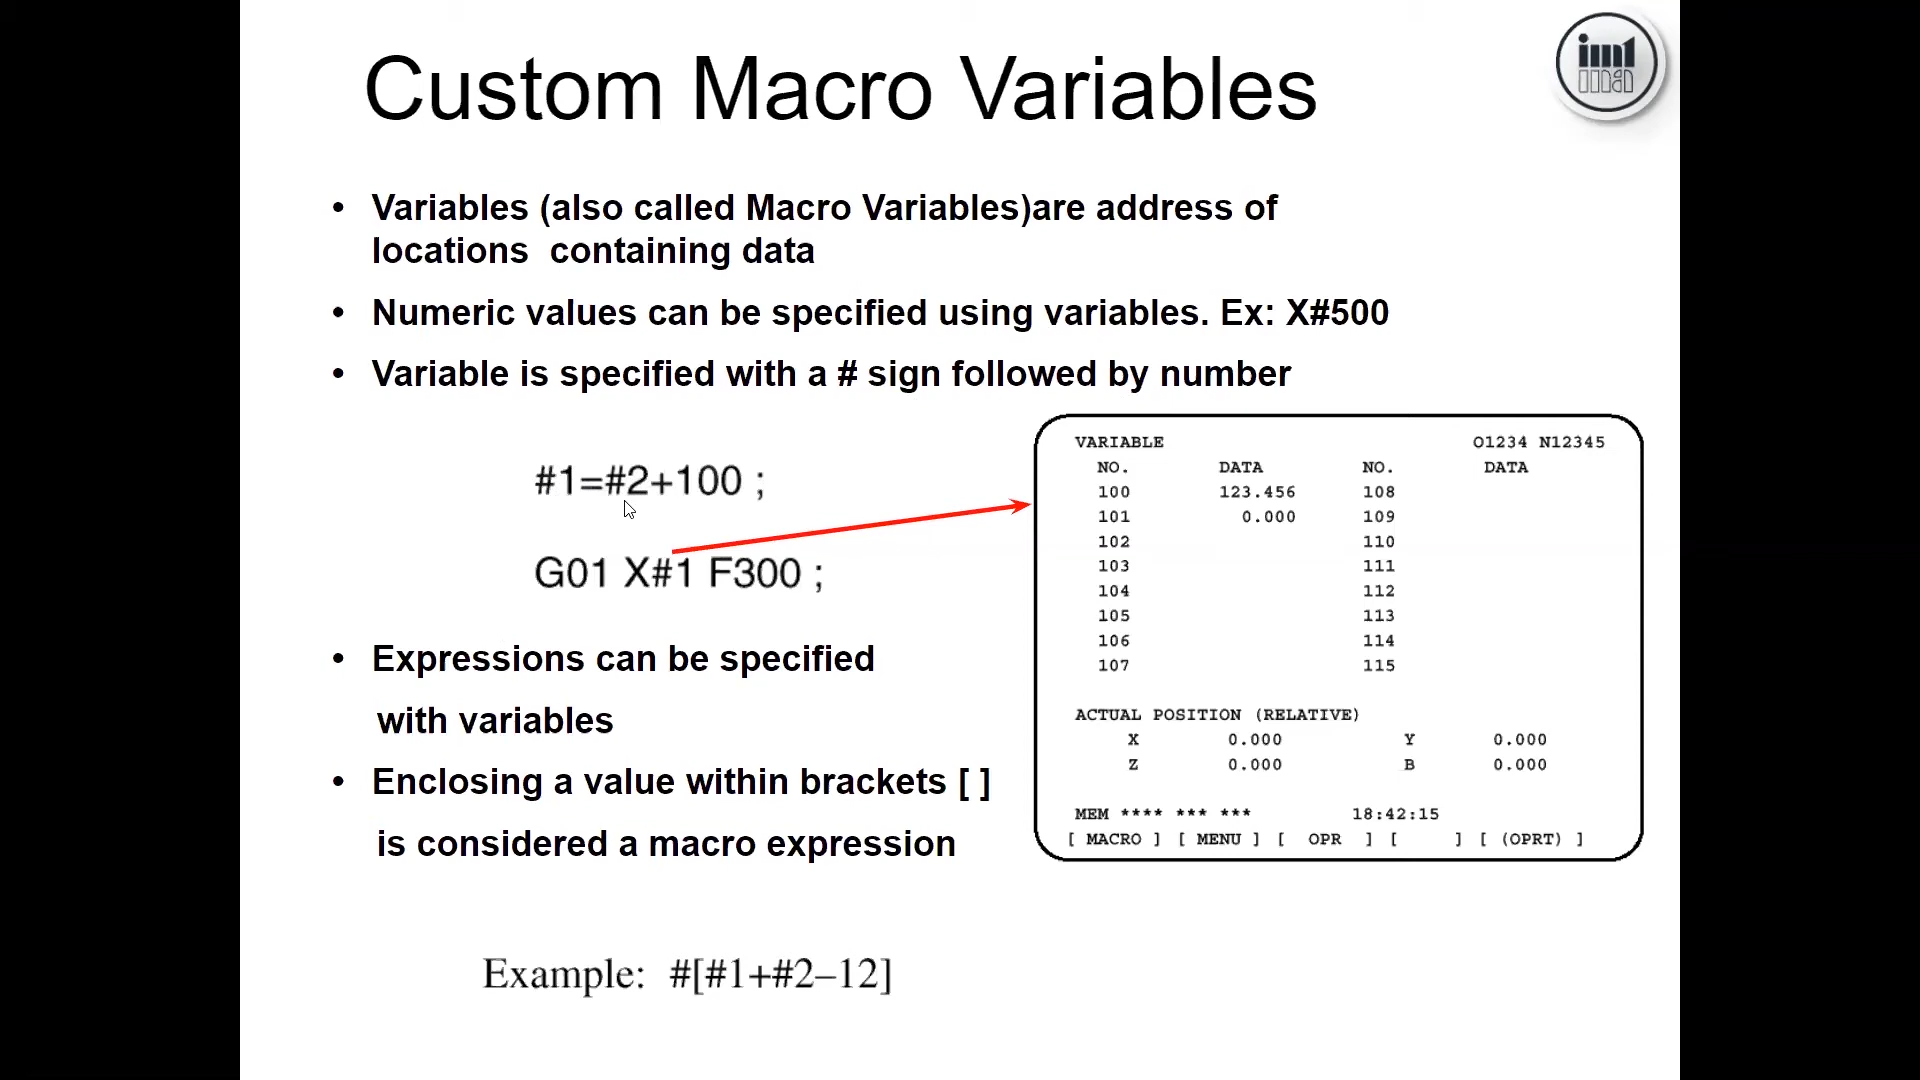 Custom Macro Variables
imt
• Variables (also called Macro Variables)are address of
locations  containing data
• Numeric values can be specified using variables. Ex: X#500
• Variable is specified with a # sign followed by number
#1=#2+100 ;
G01 X#1 F300 ;
• Expressions can be specified
with variables
• Enclosing a value within brackets [ ]
is considered a macro expression
Example:  #[#1+#2–12]
VARIABLE O1234 N12345
NO. DATA NO. DATA
100 123.456 108
101 0.000 109
102 110
103 111
104 112
105 113
106 114
107 115
ACTUAL POSITION (RELATIVE)
X 0.000 Y 0.000
Z 0.000 B 0.000
MEM **** *** *** 18:42:15
[ MACRO ] [ MENU ] [ OPR ] [ ] [ (OPRT) ]